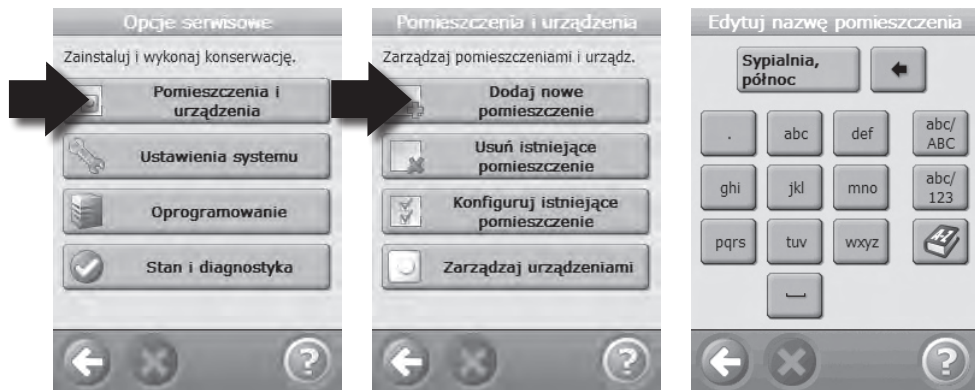 Opcje serwisowe
Zainstaluj i wykonaj konserwację.
Pomieszczenia i
urządzenia
Ustawienia systemu
Oprogramowanie
Stan i diagnostyka
?
Pomieszczenia i urządzenia
Zarządzaj pomieszczeniami i urządz.
Dodaj nowe
pomieszczenie
Usuń istniejące
pomieszczenie
Konfiguruj istniejące
pomieszczenie
Zarządzaj urządzeniami
?
Edytuj nazwę pomieszczenia
Sypialnia,
północ
. abc def abc/
ABC
ghi jkl mno abc/
123
pqrs tuv wxyz
?